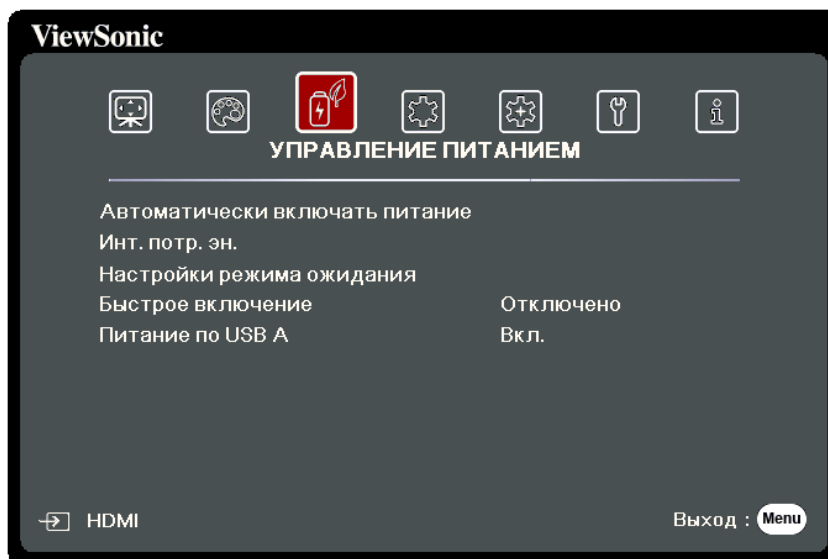 ViewSonic
УПРАВЛЕНИЕ ПИТАНИЕМ
Автоматически включать питание
Инт. потр. эн.
Настройки режима ожидания
Быстрое включение Отключено
Питание по USB A Вкл.
HDMI Выход : Menu